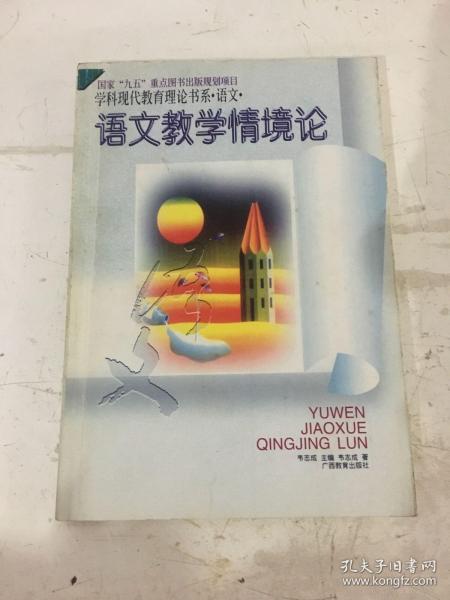 国家“九五”重点图书出版规划项目
学科现代教育理论书系·语文·
语文教学情境论
语文
YUWEN
JIAOXUE
QINGJING LUN
韦志成 主编 韦志成 著
广西教育出版社
孔夫子旧书网
www.kongfz.com